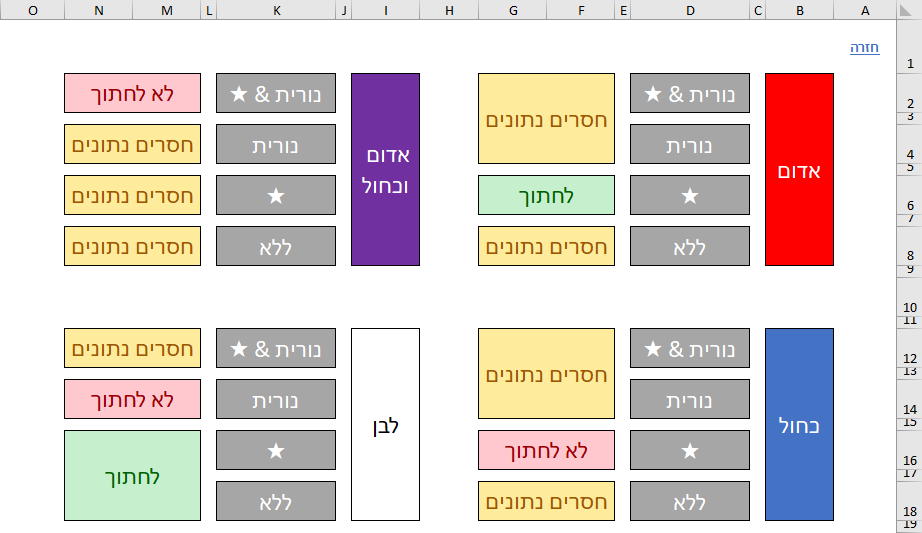 O N M L K J I H G F E D C B A
חזרה
1
2
3
4
5
6
7
8
9
10
11
12
13
14
15
16
17
18
19
אדום
נורית & ★
נורית
★
ללא
חסרים נתונים
לחתוך
חסרים נתונים
אדום
וכחול
נורית & ★
נורית
★
ללא
לא לחתוך
חסרים נתונים
חסרים נתונים
חסרים נתונים
כחול
נורית & ★
נורית
★
ללא
חסרים נתונים
לא לחתוך
חסרים נתונים
לבן
נורית & ★
נורית
★
ללא
חסרים נתונים
לא לחתוך
לחתוך